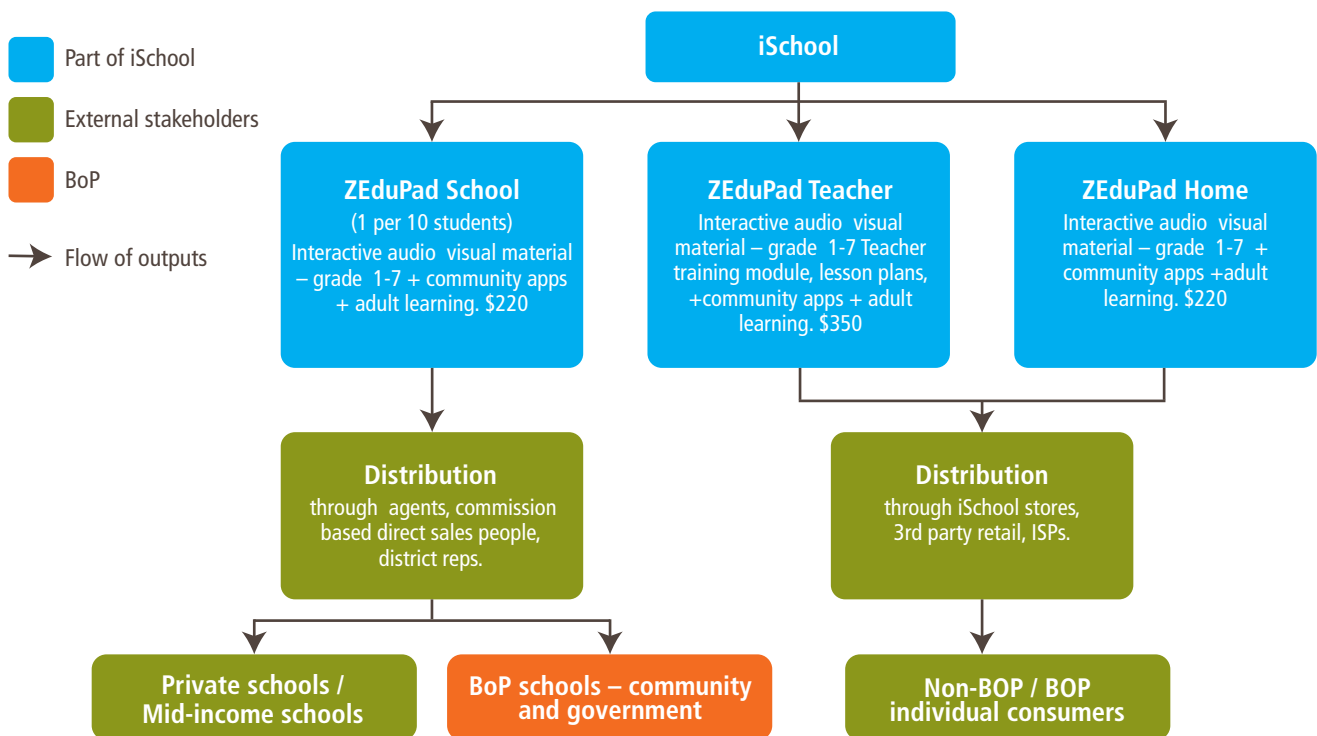 Part of iSchool
External stakeholders
BoP
Flow of outputs
iSchool
ZEduPad School
(1 per 10 students)
Interactive audio visual material
– grade 1-7 + community apps
+ adult learning. $220
ZEduPad Teacher
Interactive audio visual
material – grade 1-7 Teacher
training module, lesson plans,
+community apps + adult
learning. $350
ZEduPad Home
Interactive audio visual
material – grade 1-7 +
community apps +adult
learning. $220
Distribution
through agents, commission
based direct sales people,
district reps.
Distribution
through iSchool stores,
3rd party retail, ISPs.
Private schools /
Mid-income schools
BoP schools – community
and government
Non-BOP / BOP
individual consumers